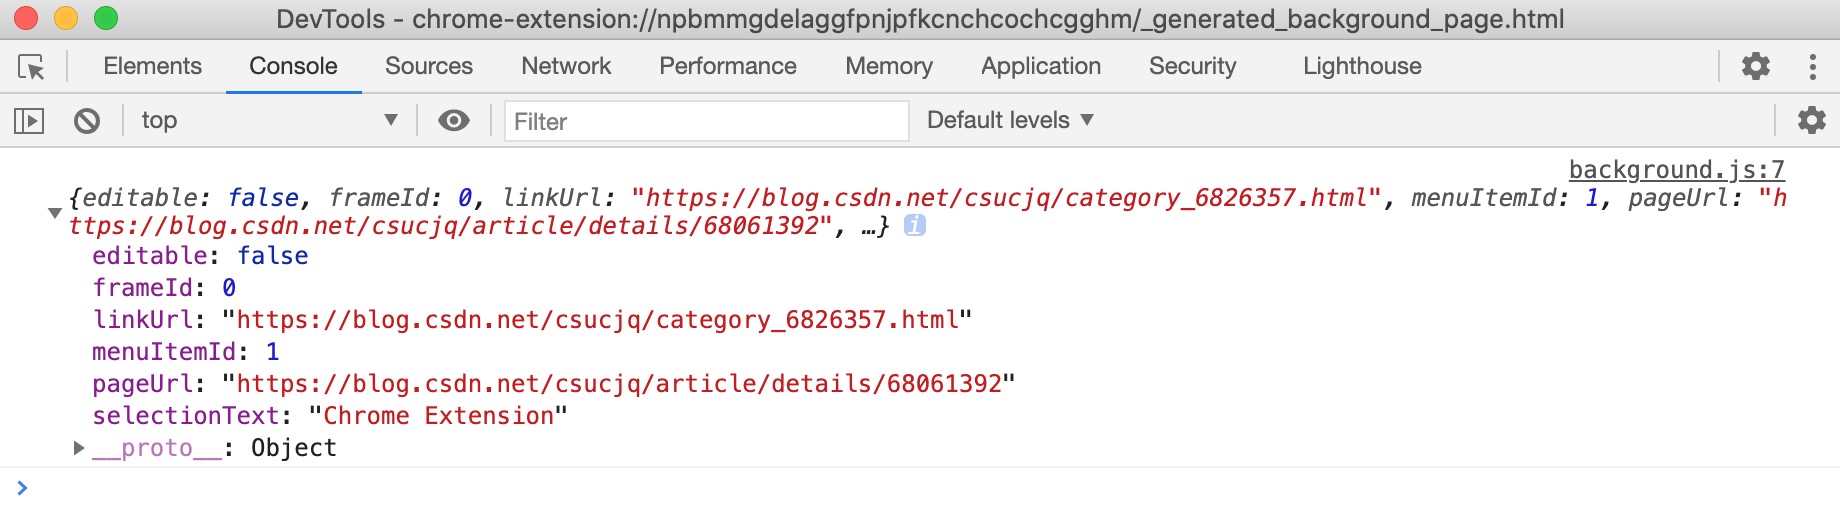 DevTools - chrome-extension://npbmmgdelaggfpnjpfkcnchcochcgghm/_generated_background_page.html
Elements Console Sources Network Performance Memory Application Security Lighthouse
top Filter Default levels
background.js:7
{editable: false, frameId: 0, linkUrl: "https://blog.csdn.net/csucjq/category_6826357.html", menuItemId: 1, pageUrl: "h
ttps://blog.csdn.net/csucjq/article/details/68061392", …} i
editable: false
frameId: 0
linkUrl: "https://blog.csdn.net/csucjq/category_6826357.html"
menuItemId: 1
pageUrl: "https://blog.csdn.net/csucjq/article/details/68061392"
selectionText: "Chrome Extension"
__proto__: Object